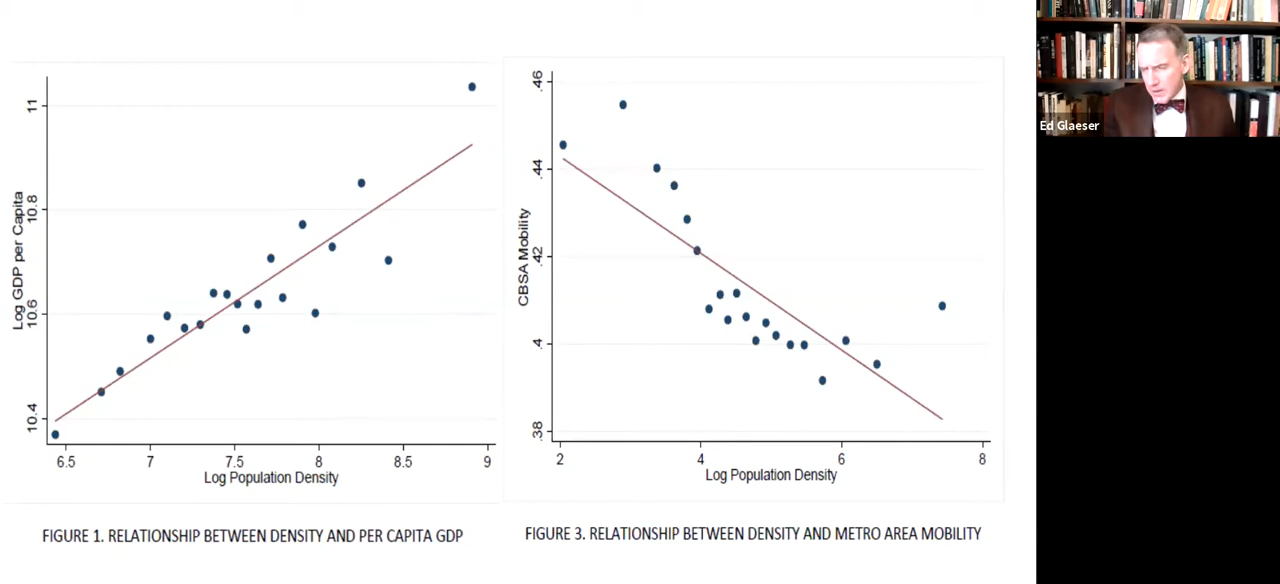 11
10.8
10.6
10.4
Log GDP per Capita
6.5 7 7.5 8 8.5 9
Log Population Density
FIGURE 1. RELATIONSHIP BETWEEN DENSITY AND PER CAPITA GDP
.46
.44
.42
.4
.38
CBSA Mobility
2 4 6 8
Log Population Density
FIGURE 3. RELATIONSHIP BETWEEN DENSITY AND METRO AREA MOBILITY
Ed Glaeser